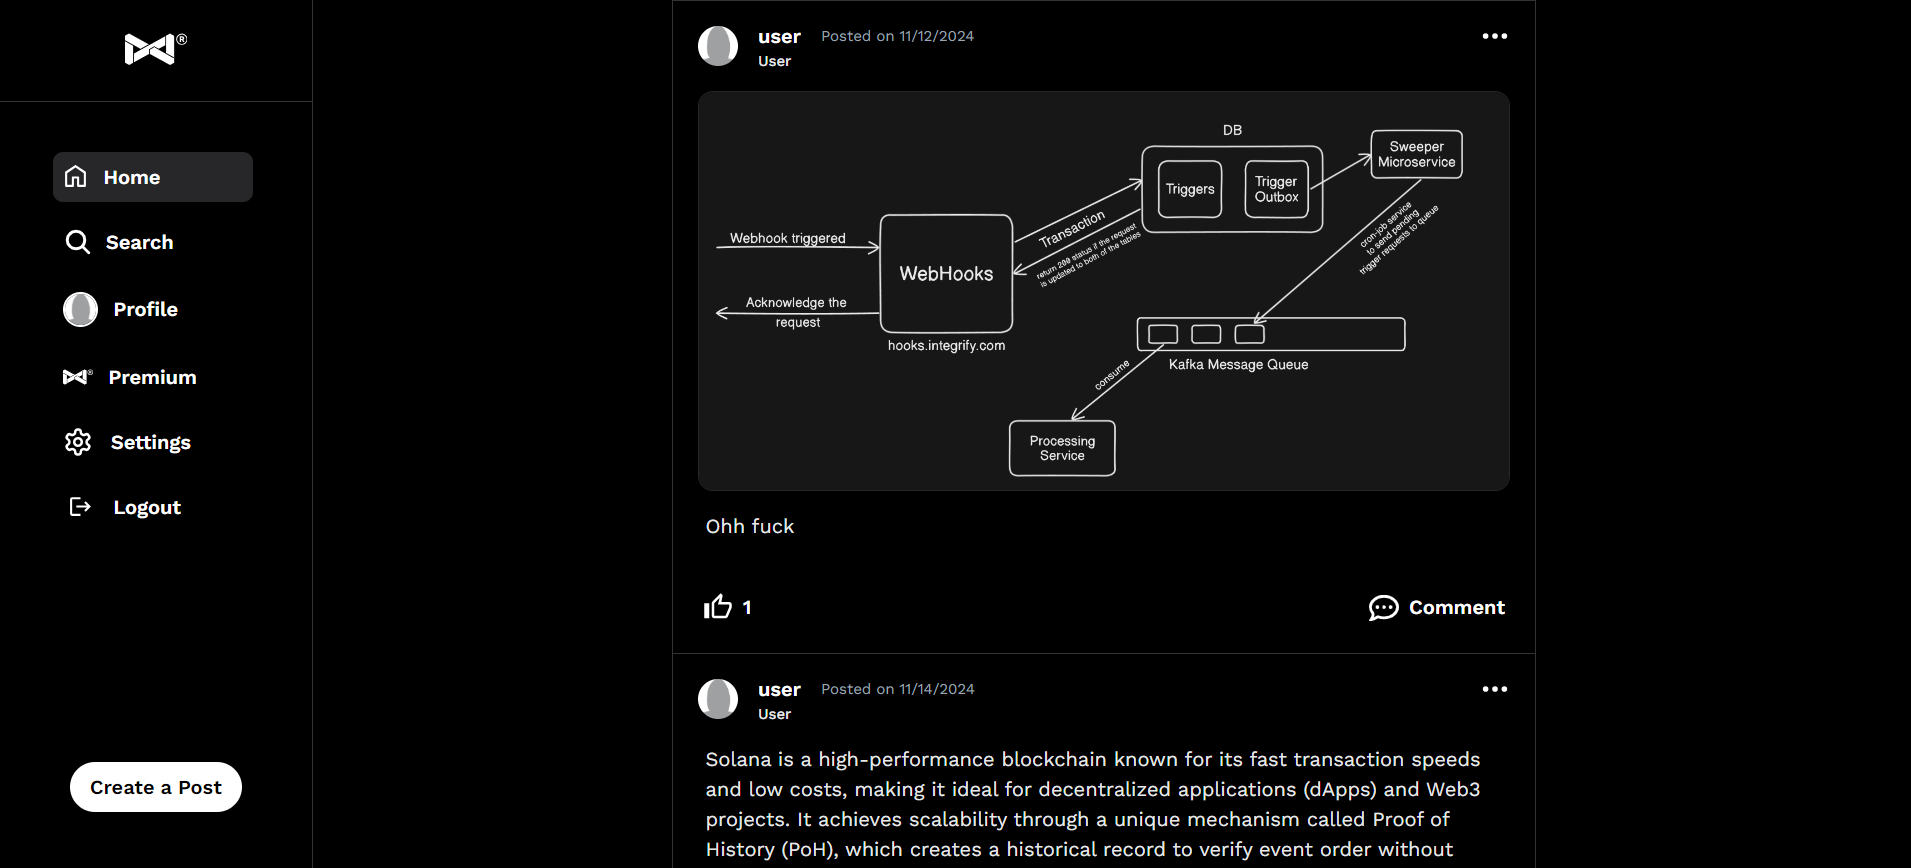 ®
Home
Search
Profile
Premium
Settings
Logout
Create a Post
user Posted on 11/12/2024
User
DB
Triggers
Trigger
Outbox
Sweeper
Microservice
Webhook triggered
Transaction
return 200 status if the request
is updated to both of the tables
cron-job service
to send pending
trigger requests to queue
WebHooks
Acknowledge the
request
hooks.integrify.com
Kafka Message Queue
consume
Processing
Service
Ohh fuck
1
Comment
user Posted on 11/14/2024
User
Solana is a high-performance blockchain known for its fast transaction speeds
and low costs, making it ideal for decentralized applications (dApps) and Web3
projects. It achieves scalability through a unique mechanism called Proof of
History (PoH), which creates a historical record to verify event order without